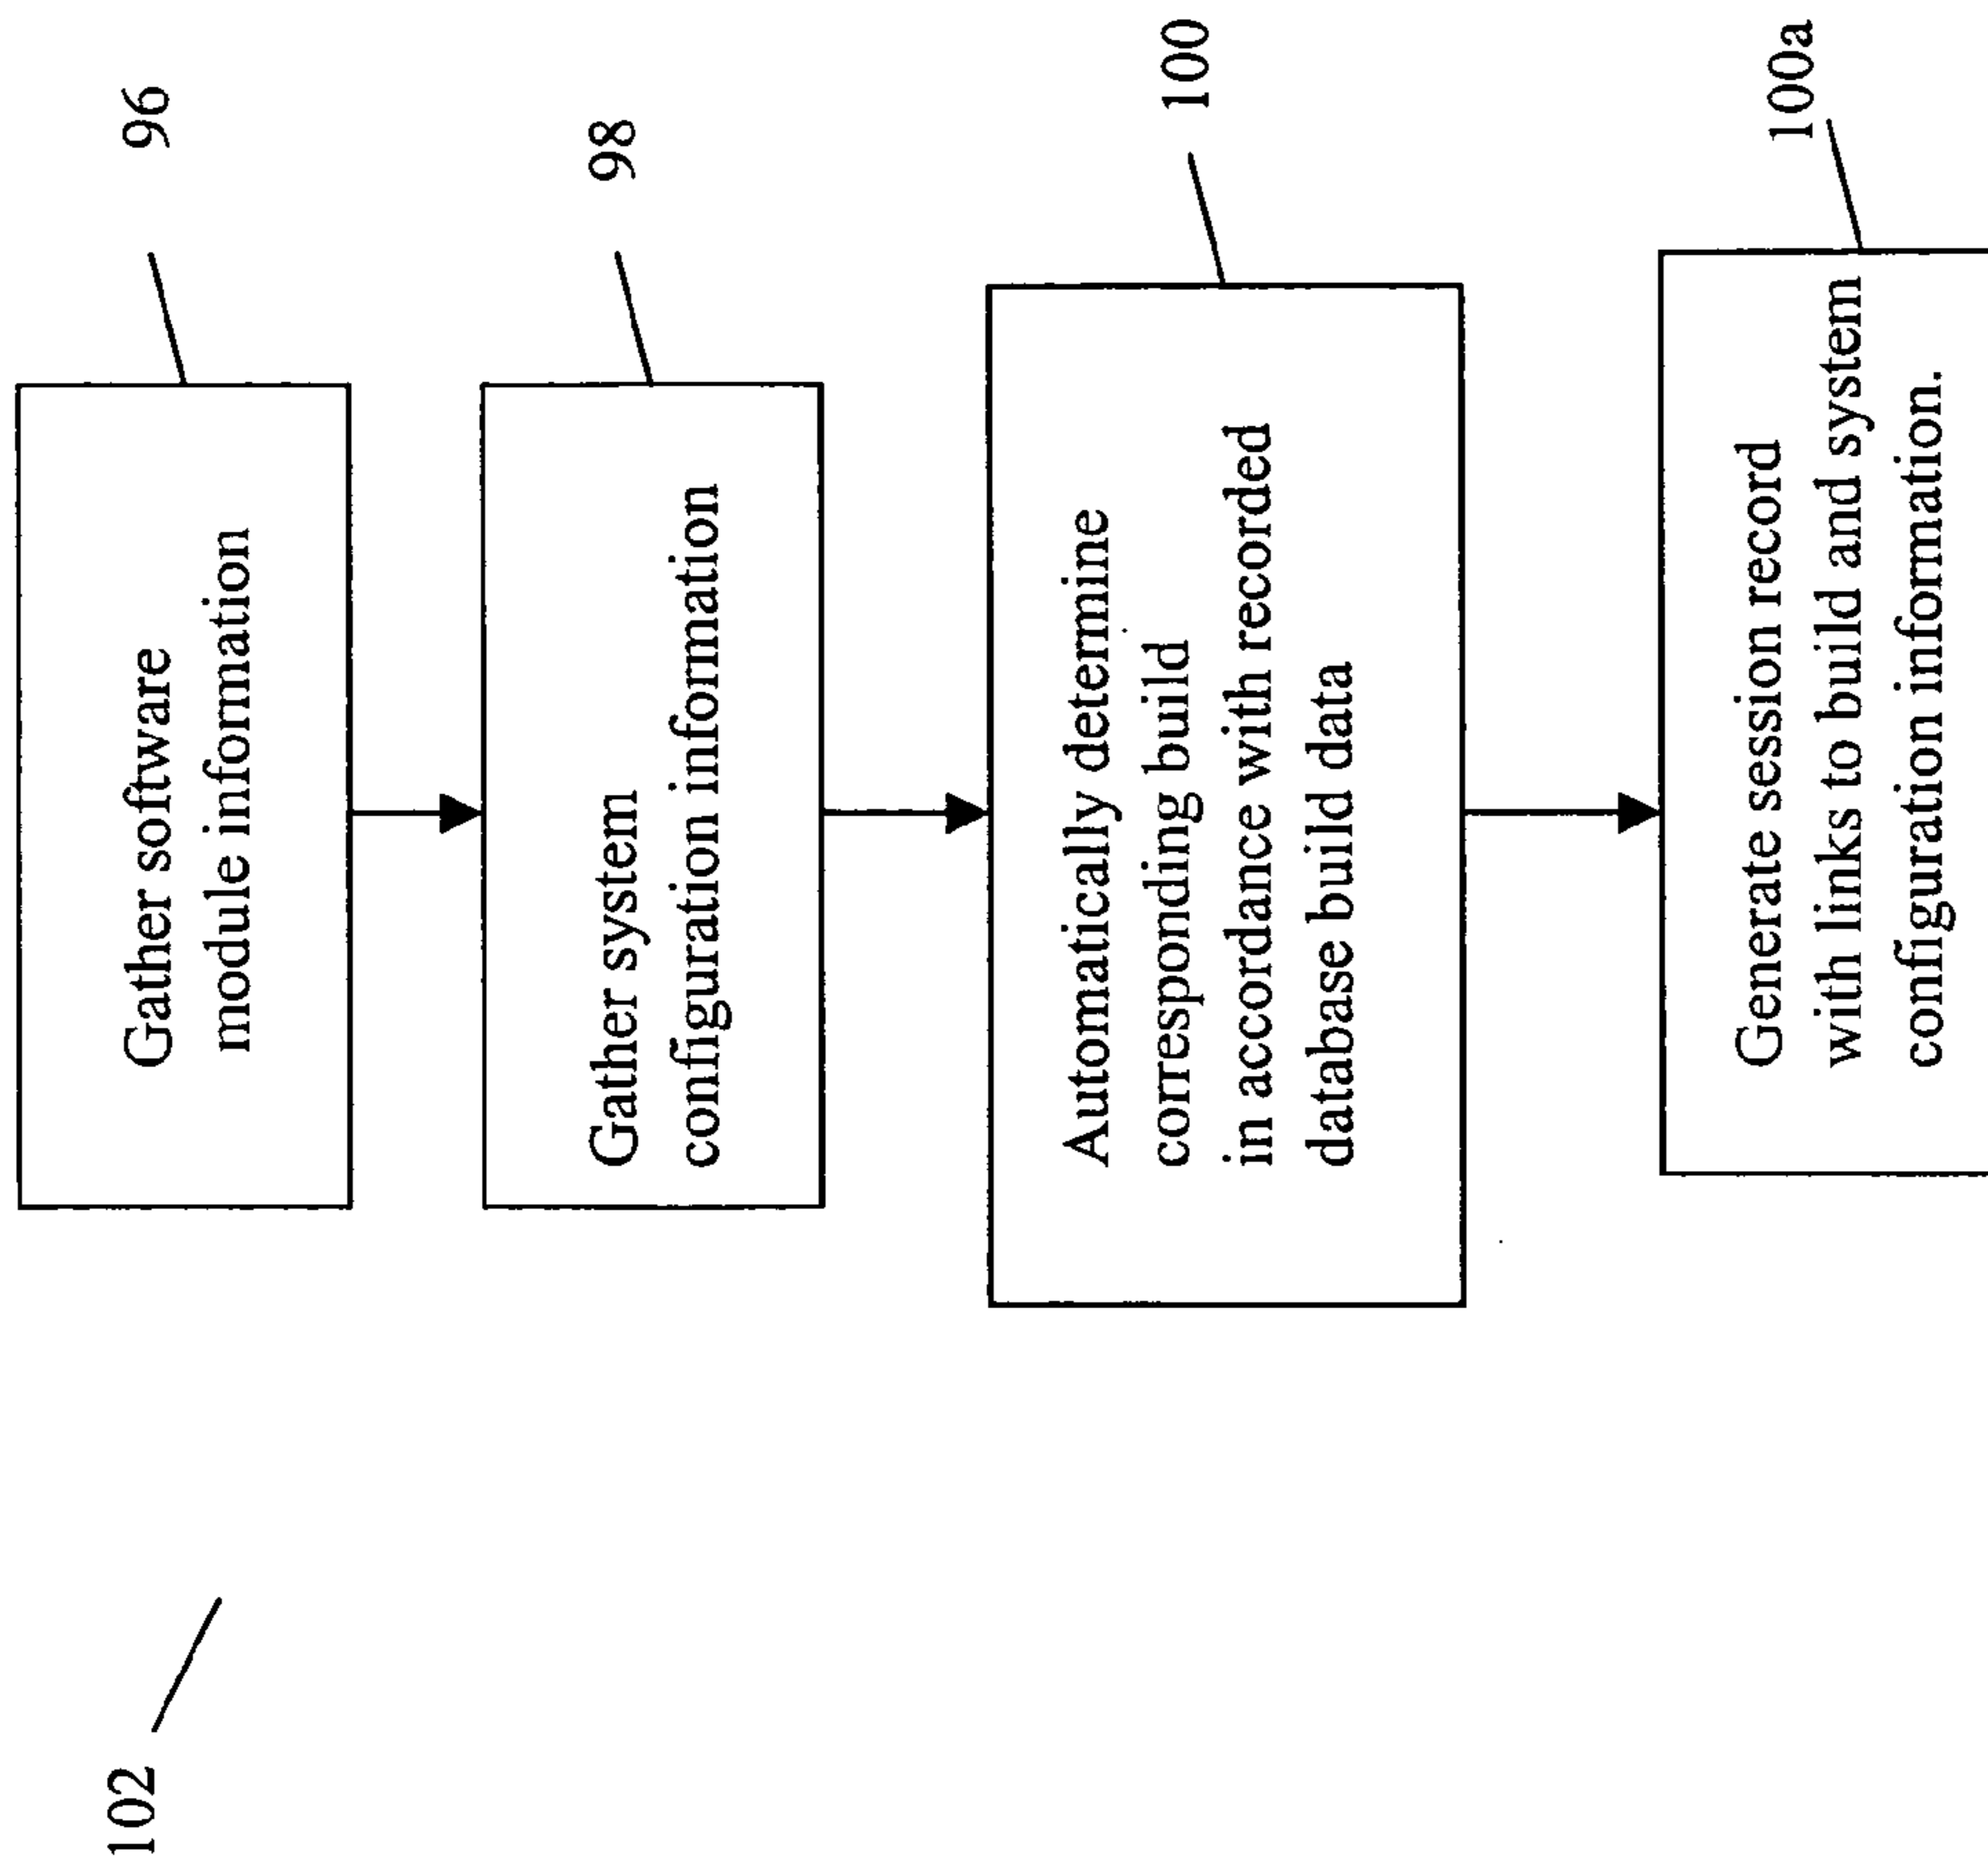 102
96
Gather software
module information
98
Gather system
configuration information
100
Automatically determine
corresponding build
in accordance with recorded
database build data
100a
Generate session record
with links to build and system
configuration information.